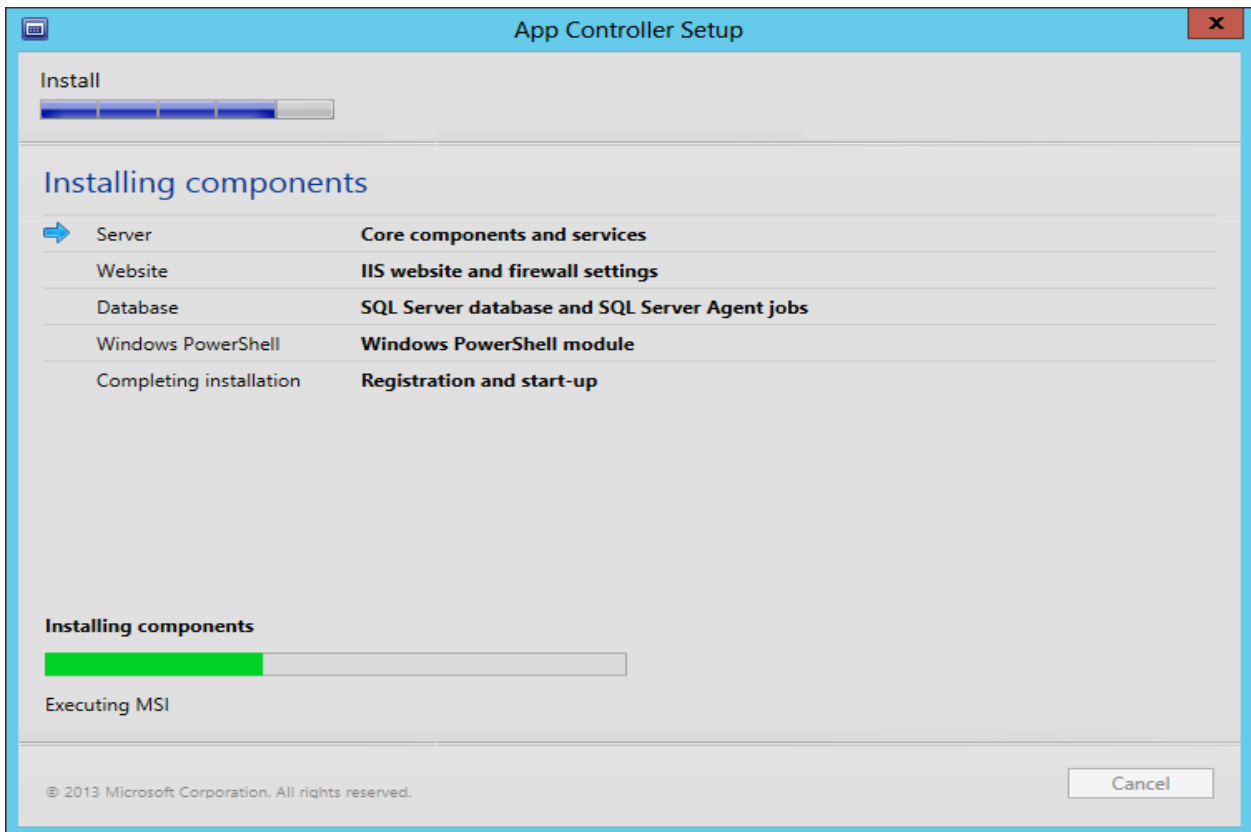 App Controller Setup
x
Install
Installing components
Server Core components and services
Website IIS website and firewall settings
Database SQL Server database and SQL Server Agent jobs
Windows PowerShell Windows PowerShell module
Completing installation Registration and start-up
Installing components
Executing MSI
© 2013 Microsoft Corporation. All rights reserved.
Cancel